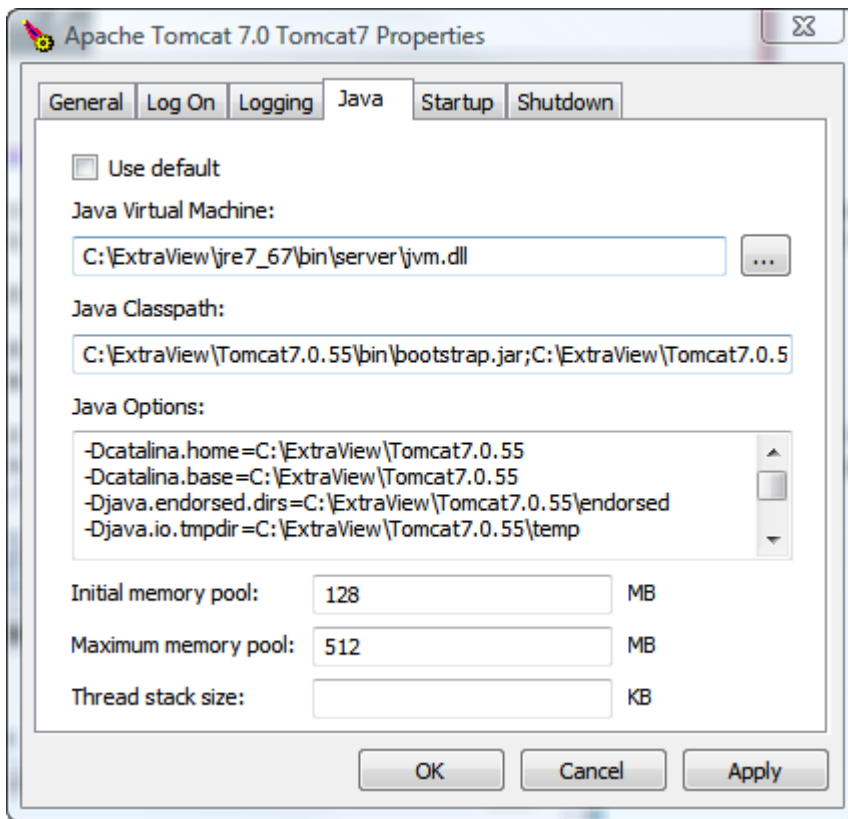 Apache Tomcat 7.0 Tomcat7 Properties
General Log On Logging Java Startup Shutdown
Use default
Java Virtual Machine:
C:\ExtraView\jre7_67\bin\server\jvm.dll
...
Java Classpath:
C:\ExtraView\Tomcat7.0.55\bin\bootstrap.jar;C:\ExtraView\Tomcat7.0.5
Java Options:
-Dcatalina.home=C:\ExtraView\Tomcat7.0.55
-Dcatalina.base=C:\ExtraView\Tomcat7.0.55
-Djava.endorsed.dirs=C:\ExtraView\Tomcat7.0.55\endorsed
-Djava.io.tmpdir=C:\ExtraView\Tomcat7.0.55\temp
Initial memory pool: 128 MB
Maximum memory pool: 512 MB
Thread stack size: KB
OK Cancel Apply